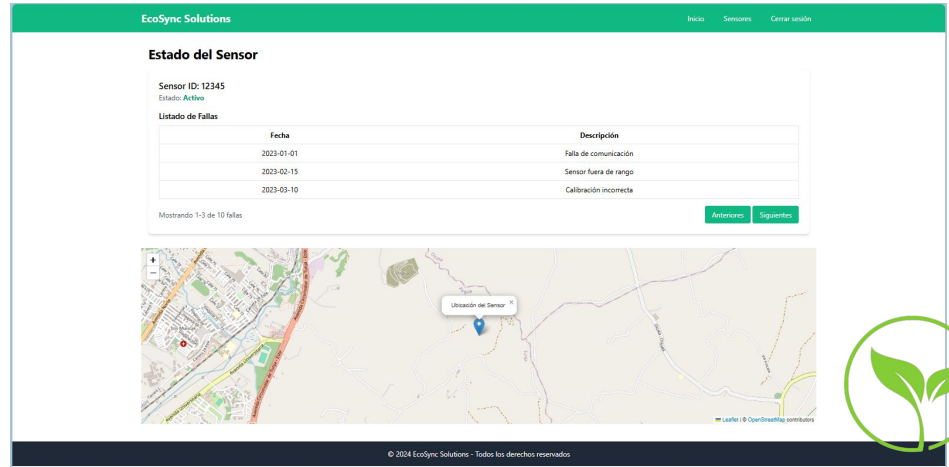 EcoSync Solutions
Inicio Sensores Cerrar sesión
Estado del Sensor
Sensor ID: 12345
Estado: Activo
Listado de Fallas
Fecha Descripción
2023-01-01 Falla de comunicación
2023-02-15 Sensor fuera de rango
2023-03-10 Calibración incorrecta
Mostrando 1-3 de 10 fallas
Anteriores Siguientes
+
−
Ubicación del Sensor ×
Avenida Universitaria
Leaflet | © OpenStreetMap contributors
© 2024 EcoSync Solutions - Todos los derechos reservados